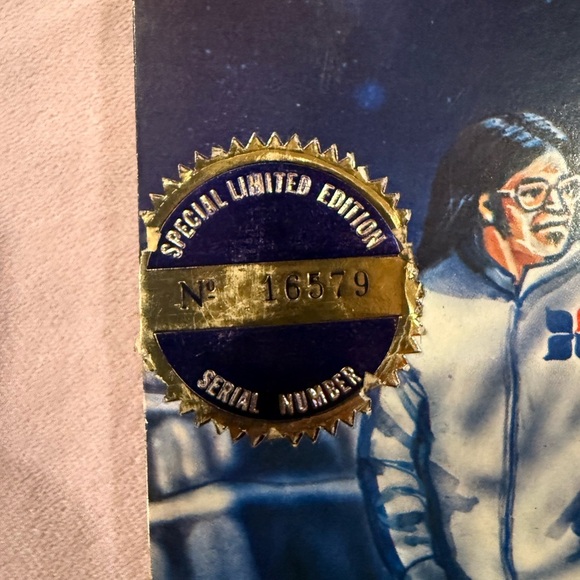 SPECIAL LIMITED EDITION
Nº 16579
SERIAL NUMBER